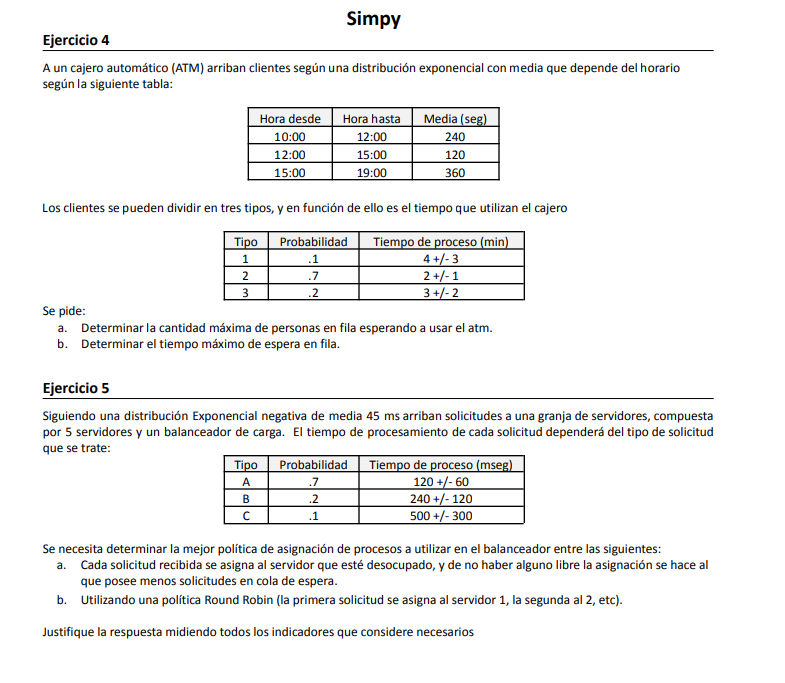 Simpy
Ejercicio 4
A un cajero automático (ATM) arriban clientes según una distribución exponencial con media que depende del horario
según la siguiente tabla:
Hora desde Hora hasta Media (seg)
10:00 12:00 240
12:00 15:00 120
15:00 19:00 360
Los clientes se pueden dividir en tres tipos, y en función de ello es el tiempo que utilizan el cajero
Tipo Probabilidad Tiempo de proceso (min)
1 .1 4 +/- 3
2 .7 2 +/- 1
3 .2 3 +/- 2
Se pide:
a. Determinar la cantidad máxima de personas en fila esperando a usar el atm.
b. Determinar el tiempo máximo de espera en fila.
Ejercicio 5
Siguiendo una distribución Exponencial negativa de media 45 ms arriban solicitudes a una granja de servidores, compuesta
por 5 servidores y un balanceador de carga. El tiempo de procesamiento de cada solicitud dependerá del tipo de solicitud
que se trate:
Tipo Probabilidad Tiempo de proceso (mseg)
A .7 120 +/- 60
B .2 240 +/- 120
C .1 500 +/- 300
Se necesita determinar la mejor política de asignación de procesos a utilizar en el balanceador entre las siguientes:
a. Cada solicitud recibida se asigna al servidor que esté desocupado, y de no haber alguno libre la asignación se hace al
que posee menos solicitudes en cola de espera.
b. Utilizando una política Round Robin (la primera solicitud se asigna al servidor 1, la segunda al 2, etc).
Justifique la respuesta midiendo todos los indicadores que considere necesarios